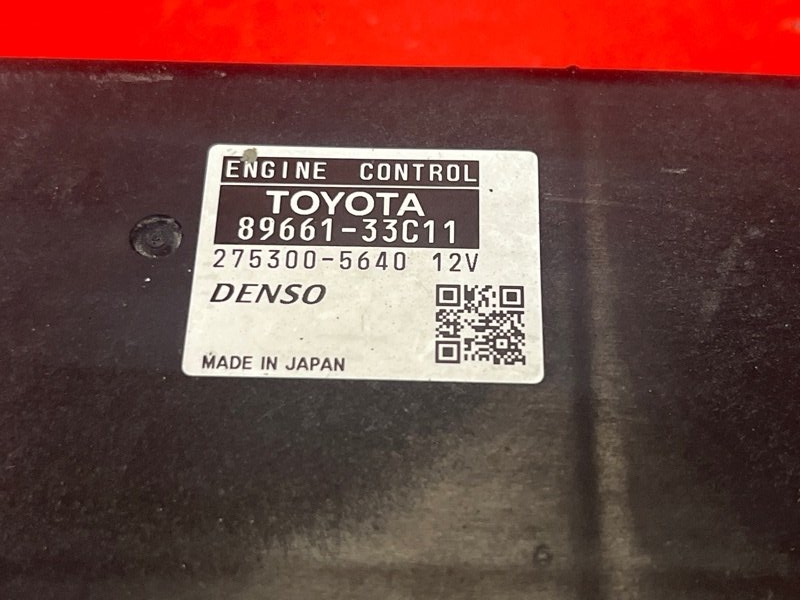 ENGINE CONTROL
TOYOTA
89661-33C11
275300-5640 12V
DENSO
MADE IN JAPAN